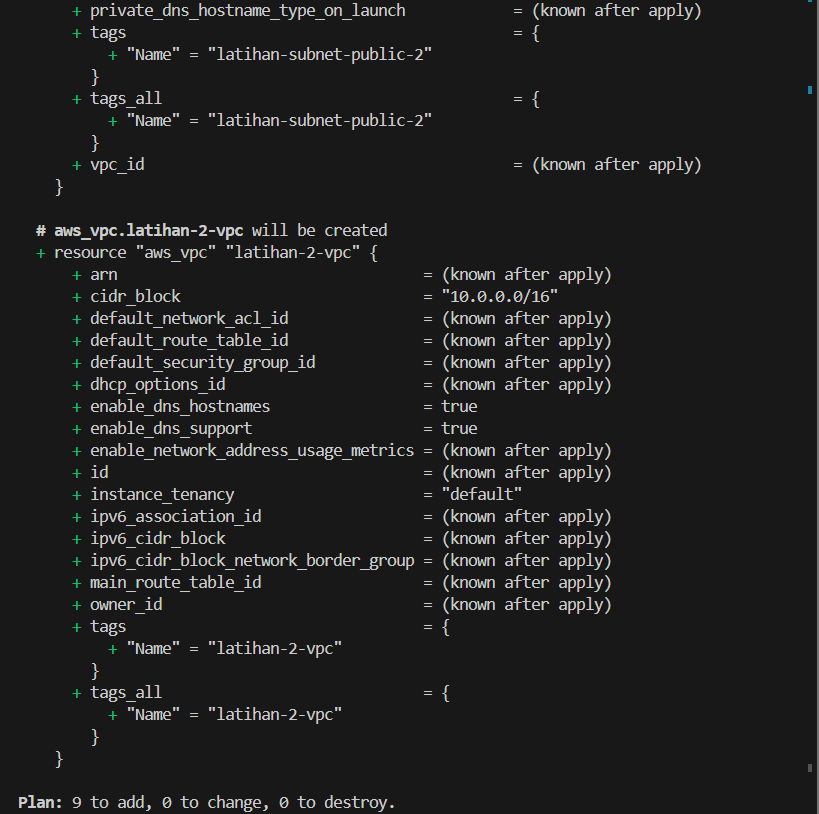 + private_dns_hostname_type_on_launch = (known after apply)
+ tags = {
+ "Name" = "latihan-subnet-public-2"
}
+ tags_all = {
+ "Name" = "latihan-subnet-public-2"
}
+ vpc_id = (known after apply)
}
# aws_vpc.latihan-2-vpc will be created
+ resource "aws_vpc" "latihan-2-vpc" {
+ arn = (known after apply)
+ cidr_block = "10.0.0.0/16"
+ default_network_acl_id = (known after apply)
+ default_route_table_id = (known after apply)
+ default_security_group_id = (known after apply)
+ dhcp_options_id = (known after apply)
+ enable_dns_hostnames = true
+ enable_dns_support = true
+ enable_network_address_usage_metrics = (known after apply)
+ id = (known after apply)
+ instance_tenancy = "default"
+ ipv6_association_id = (known after apply)
+ ipv6_cidr_block = (known after apply)
+ ipv6_cidr_block_network_border_group = (known after apply)
+ main_route_table_id = (known after apply)
+ owner_id = (known after apply)
+ tags = {
+ "Name" = "latihan-2-vpc"
}
+ tags_all = {
+ "Name" = "latihan-2-vpc"
}
}
Plan: 9 to add, 0 to change, 0 to destroy.